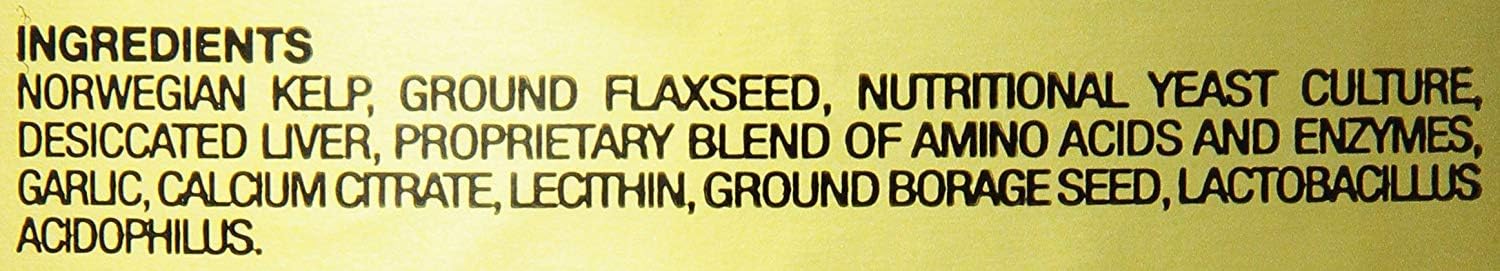 INGREDIENTS
NORWEGIAN KELP, GROUND FLAXSEED, NUTRITIONAL YEAST CULTURE,
DESICCATED LIVER, PROPRIETARY BLEND OF AMINO ACIDS AND ENZYMES,
GARLIC, CALCIUM CITRATE, LECITHIN, GROUND BORAGE SEED, LACTOBACILLUS
ACIDOPHILUS.